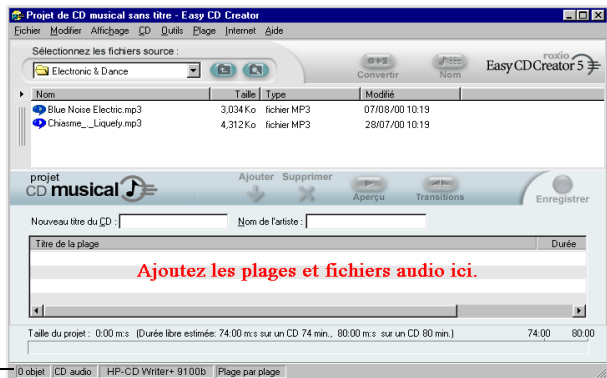 Projet de CD musical sans titre - Easy CD Creator
Fichier Modifier Affichage CD Outils Plage Internet Aide
Sélectionnez les fichiers source :
Electronic & Dance
Convertir Nom
roxio
Easy CD Creator 5
Nom Taille Type Modifié
Blue Noise Electric.mp3 3,034 Ko fichier MP3 07/08/00 10:19
Chiasme_._Liquefy.mp3 4,312 Ko fichier MP3 28/07/00 10:19
projet
CD musical
Ajouter Supprimer
Aperçu Transitions Enregistrer
Nouveau titre du CD : Nom de l'artiste :
Titre de la plage Durée
Ajoutez les plages et fichiers audio ici.
Taille du projet : 0:00 m:s (Durée libre estimée: 74:00 m:s sur un CD 74 min., 80:00 m:s sur un CD 80 min.) 74:00 80:00
0 objet CD audio HP-CD Writer+ 9100b Plage par plage